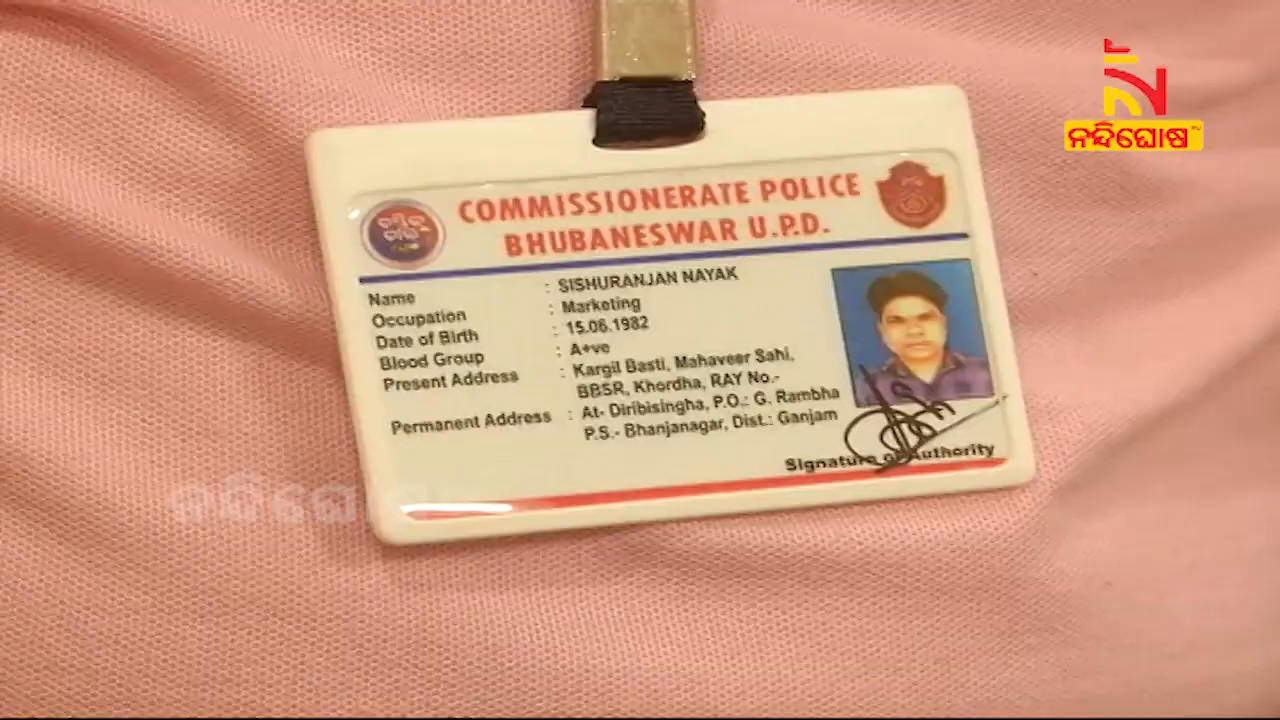 ନନ୍ଦିଘୋଷ TV
COMMISSIONERATE POLICE
BHUBANESWAR U.P.D.
Name : SISHURANJAN NAYAK
Occupation : Marketing
Date of Birth : 15.06.1982
Blood Group : A+ve
Present Address : Kargil Basti, Mahaveer Sahi,
BBSR, Khordha, RAY No.-
Permanent Address : At- Diribisingha, P.O.: G. Rambha
P.S.- Bhanjanagar, Dist.: Ganjam
Signature of Authority